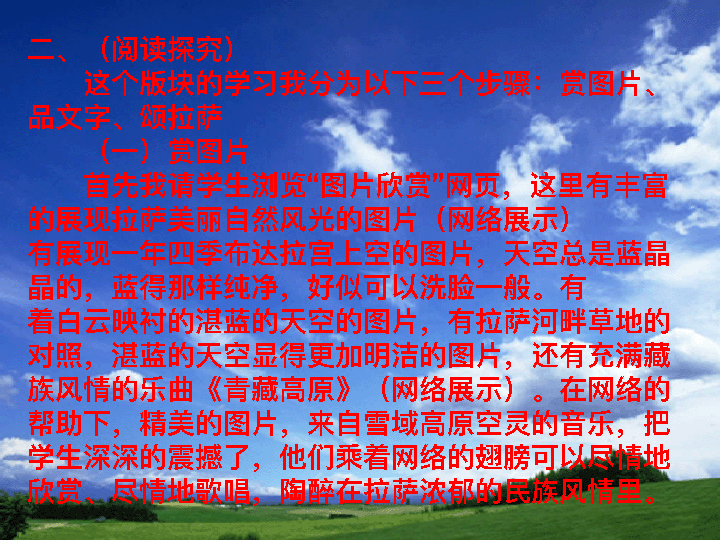 二、（阅读探究）
这个版块的学习我分为以下三个步骤：赏图片、
品文字、颂拉萨
（一）赏图片
首先我请学生浏览“图片欣赏”网页，这里有丰富
的展现拉萨美丽自然风光的图片（网络展示）
有展现一年四季布达拉宫上空的图片，天空总是蓝晶
晶的，蓝得那样纯净，好似可以洗脸一般。有
着白云映衬的湛蓝的天空的图片，有拉萨河畔草地的
对照，湛蓝的天空显得更加明洁的图片，还有充满藏
族风情的乐曲《青藏高原》（网络展示）。在网络的
帮助下，精美的图片，来自雪域高原空灵的音乐，把
学生深深的震撼了，他们乘着网络的翅膀可以尽情地
欣赏、尽情地歌唱，陶醉在拉萨浓郁的民族风情里。